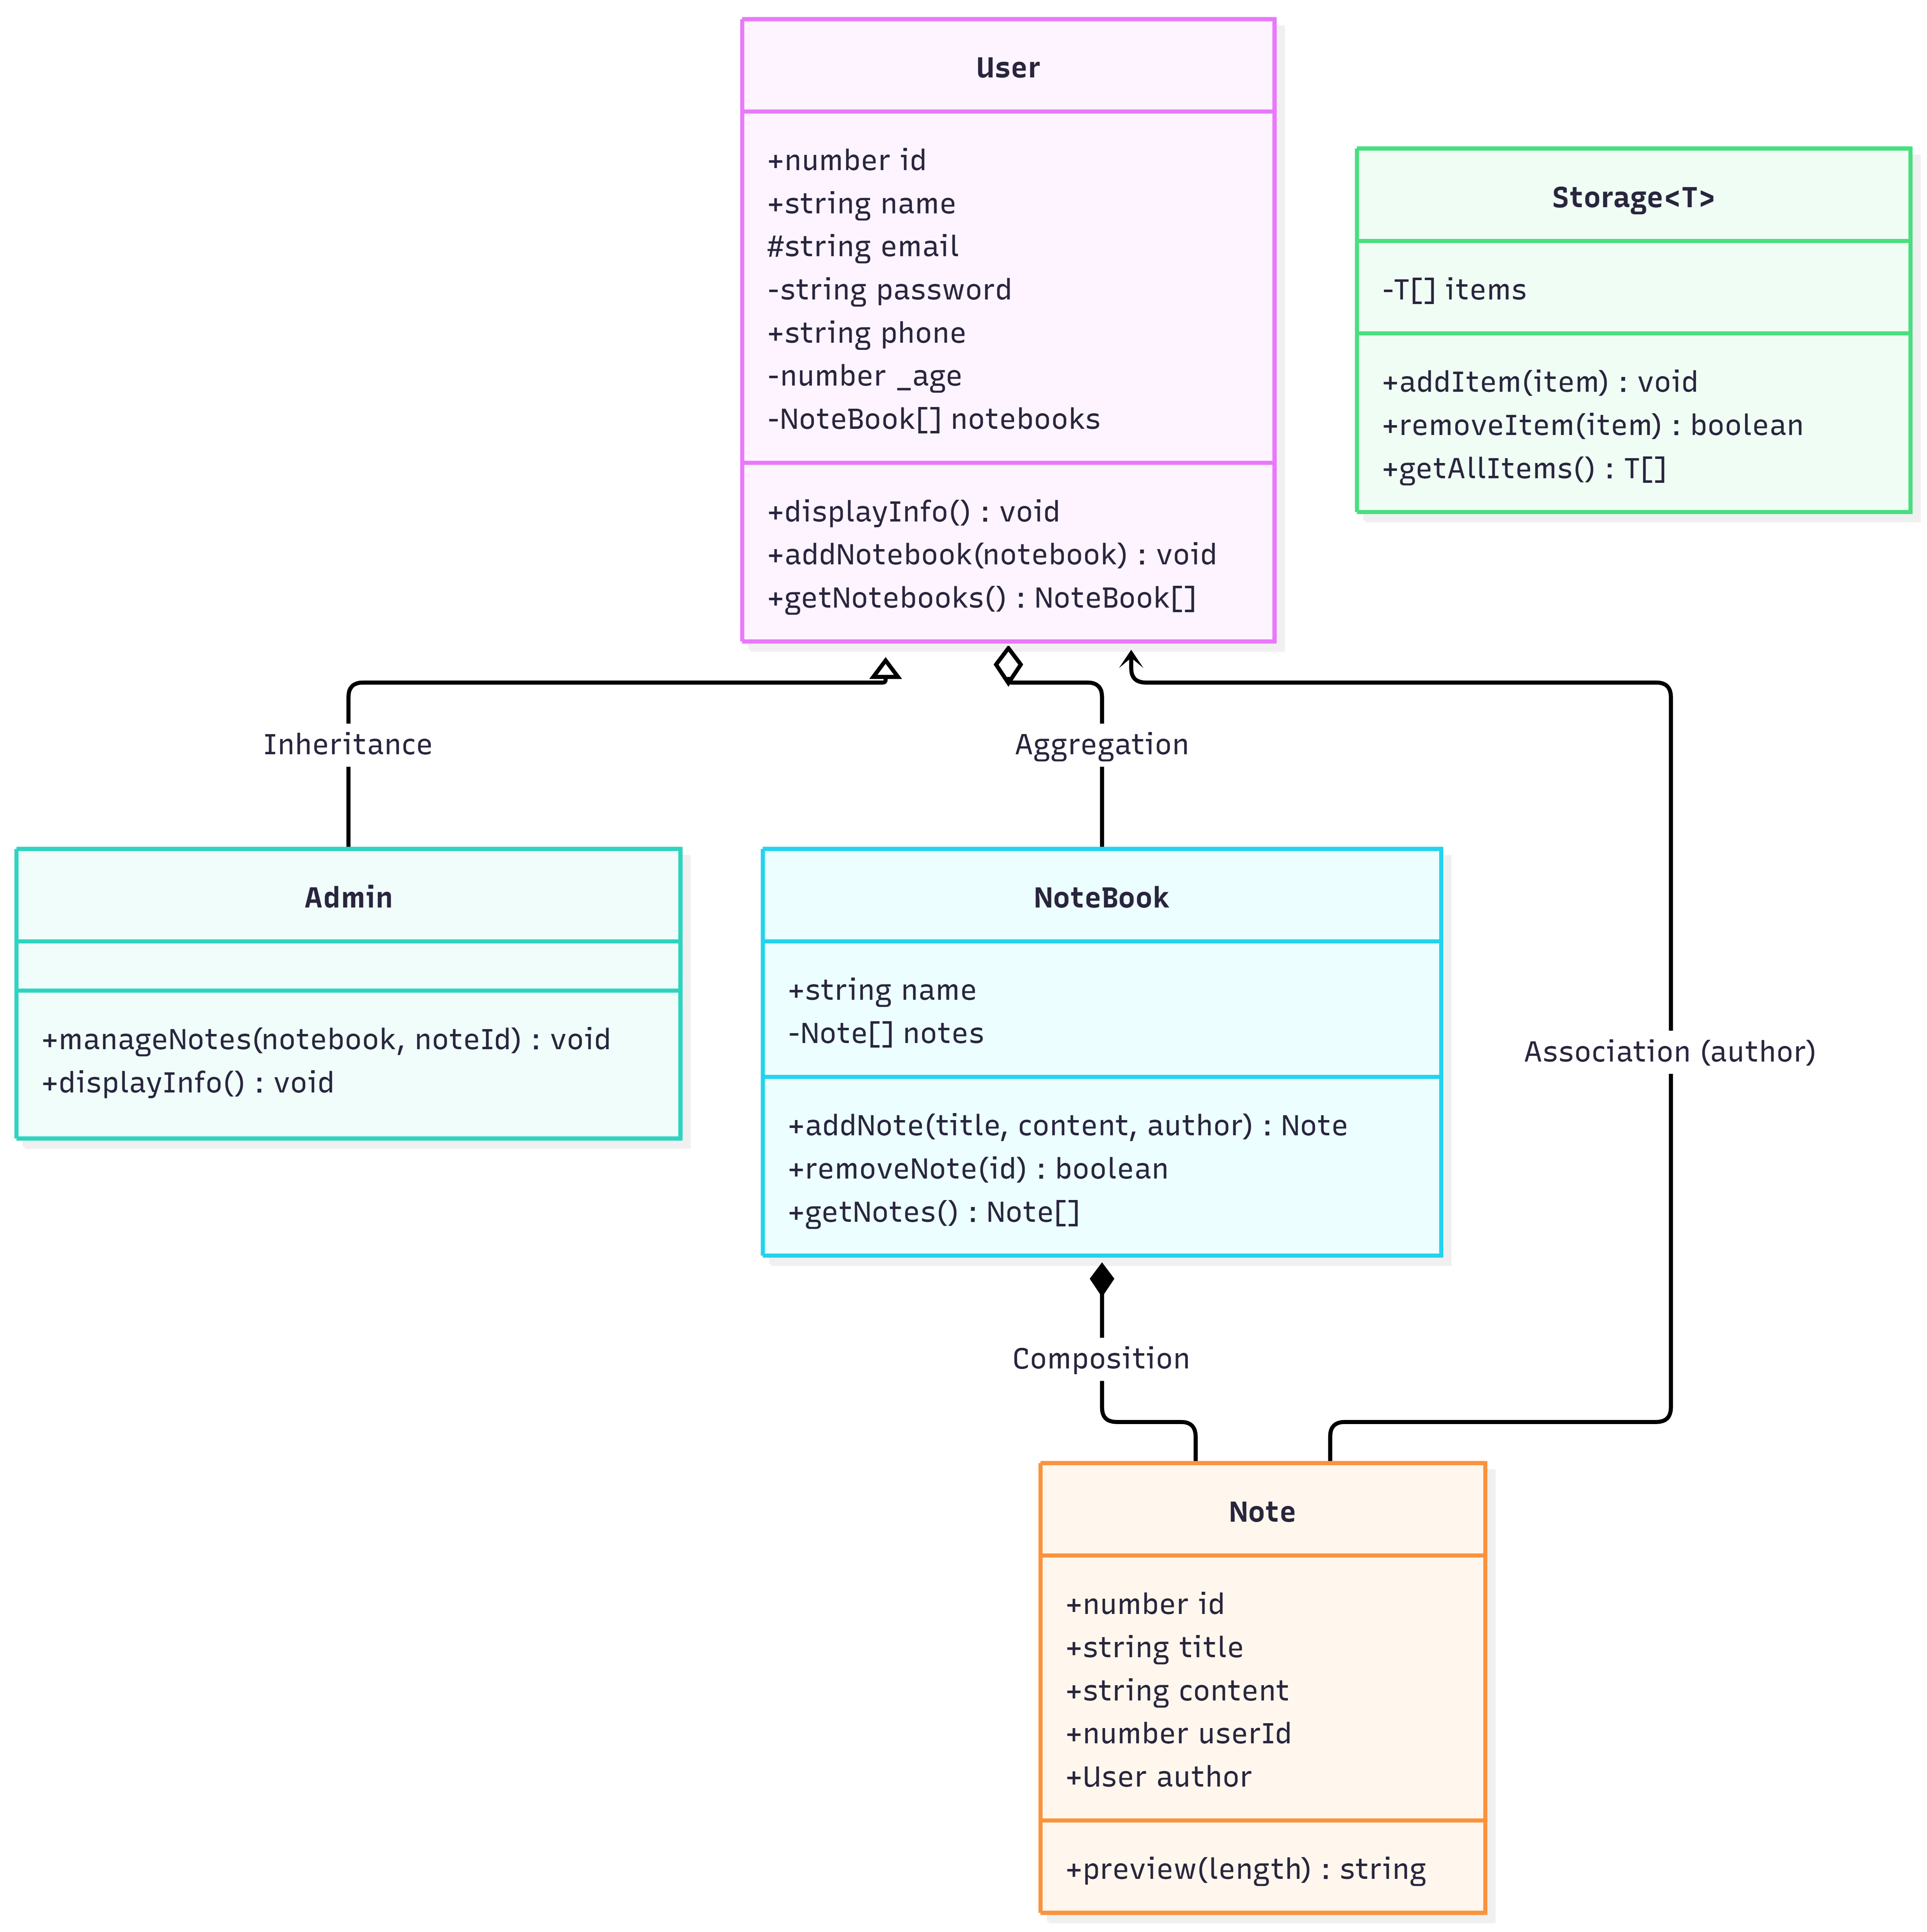 User
+number id
+string name
#string email
-string password
+string phone
-number _age
-NoteBook[] notebooks
+displayInfo() : void
+addNotebook(notebook) : void
+getNotebooks() : NoteBook[]
Storage<T>
-T[] items
+addItem(item) : void
+removeItem(item) : boolean
+getAllItems() : T[]
Inheritance
Aggregation
Admin
+manageNotes(notebook, noteId) : void
+displayInfo() : void
NoteBook
+string name
-Note[] notes
+addNote(title, content, author) : Note
+removeNote(id) : boolean
+getNotes() : Note[]
Association (author)
Composition
Note
+number id
+string title
+string content
+number userId
+User author
+preview(length) : string